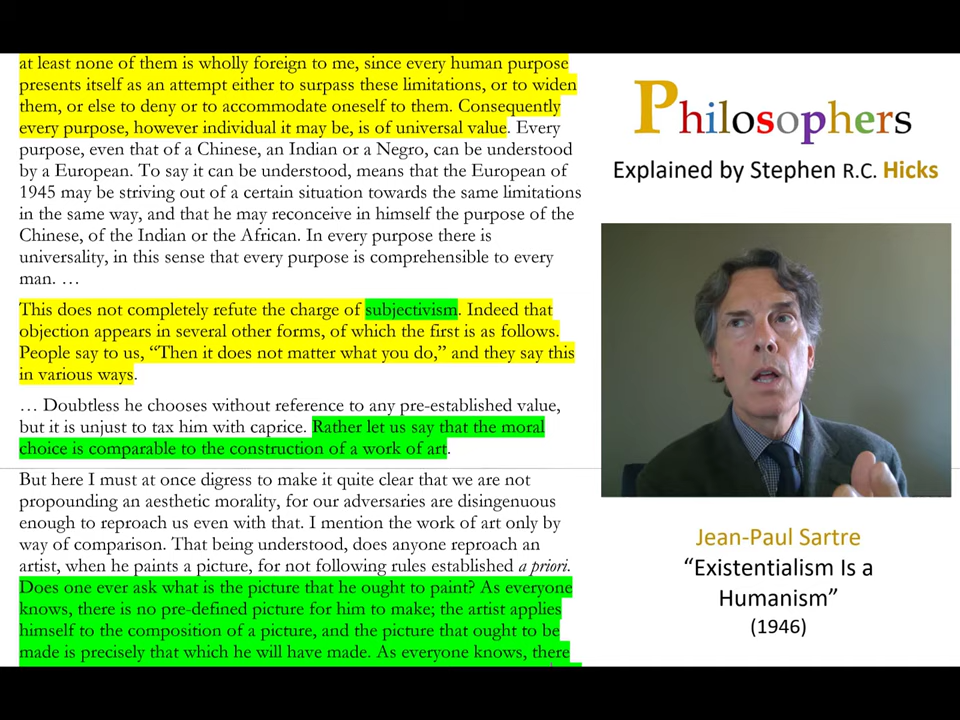 at least none of them is wholly foreign to me, since every human purpose
presents itself as an attempt either to surpass these limitations, or to widen
them, or else to deny or to accommodate oneself to them. Consequently
every purpose, however individual it may be, is of universal value. Every
purpose, even that of a Chinese, an Indian or a Negro, can be understood
by a European. To say it can be understood, means that the European of
1945 may be striving out of a certain situation towards the same limitations
in the same way, and that he may reconceive in himself the purpose of the
Chinese, of the Indian or the African. In every purpose there is
universality, in this sense that every purpose is comprehensible to every
man. …
This does not completely refute the charge of subjectivism. Indeed that
objection appears in several other forms, of which the first is as follows.
People say to us, “Then it does not matter what you do,” and they say this
in various ways.
… Doubtless he chooses without reference to any pre-established value,
but it is unjust to tax him with caprice. Rather let us say that the moral
choice is comparable to the construction of a work of art.
But here I must at once digress to make it quite clear that we are not
propounding an aesthetic morality, for our adversaries are disingenuous
enough to reproach us even with that. I mention the work of art only by
way of comparison. That being understood, does anyone reproach an
artist, when he paints a picture, for not following rules established a priori.
Does one ever ask what is the picture that he ought to paint? As everyone
knows, there is no pre-defined picture for him to make; the artist applies
himself to the composition of a picture, and the picture that ought to be
made is precisely that which he will have made. As everyone knows, there
Philosophers
Explained by Stephen R.C. Hicks
Jean-Paul Sartre
“Existentialism Is a
Humanism”
(1946)